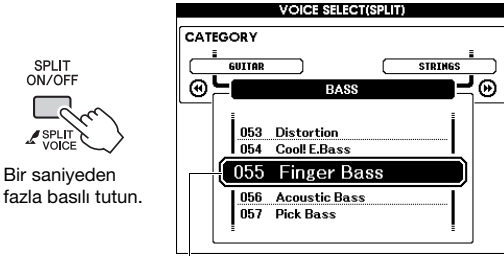 VOICE SELECT(SPLIT)
CATEGORY
GUITAR
STRINGS
BASS
053 Distortion
054 Cool! E.Bass
055 Finger Bass
056 Acoustic Bass
057 Pick Bass
SPLIT
ON/OFF
SPLIT
VOICE
Bir saniyeden
fazla basılı tutun.